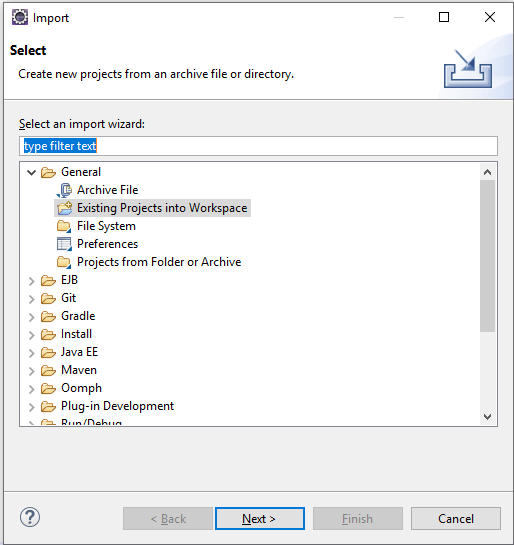 Import
Select
Create new projects from an archive file or directory.
Select an import wizard:
type filter text
General
Archive File
Existing Projects into Workspace
File System
Preferences
Projects from Folder or Archive
EJB
Git
Gradle
Install
Java EE
Maven
Oomph
Plug-in Development
Run/Debug
? < Back Next > Finish Cancel